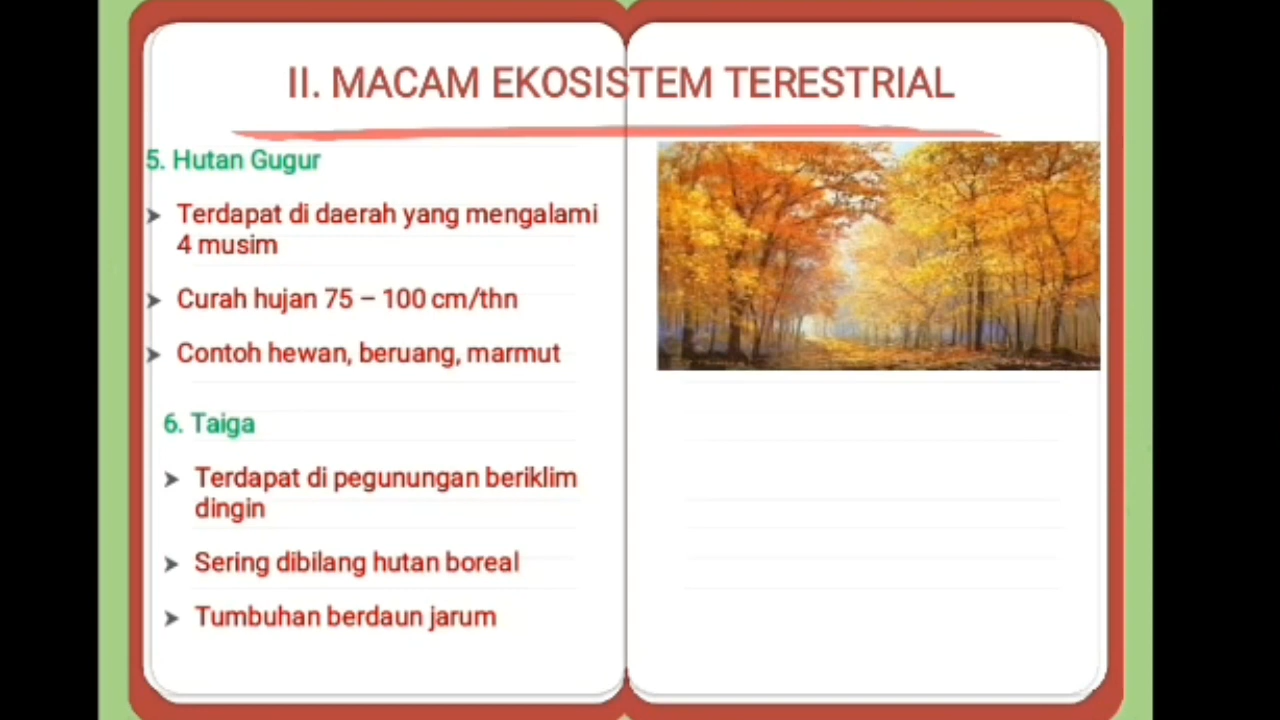 II. MACAM EKOSISTEM TERESTRIAL
5. Hutan Gugur
Terdapat di daerah yang mengalami
4 musim
Curah hujan 75 – 100 cm/thn
Contoh hewan, beruang, marmut
6. Taiga
Terdapat di pegunungan beriklim
dingin
Sering dibilang hutan boreal
Tumbuhan berdaun jarum